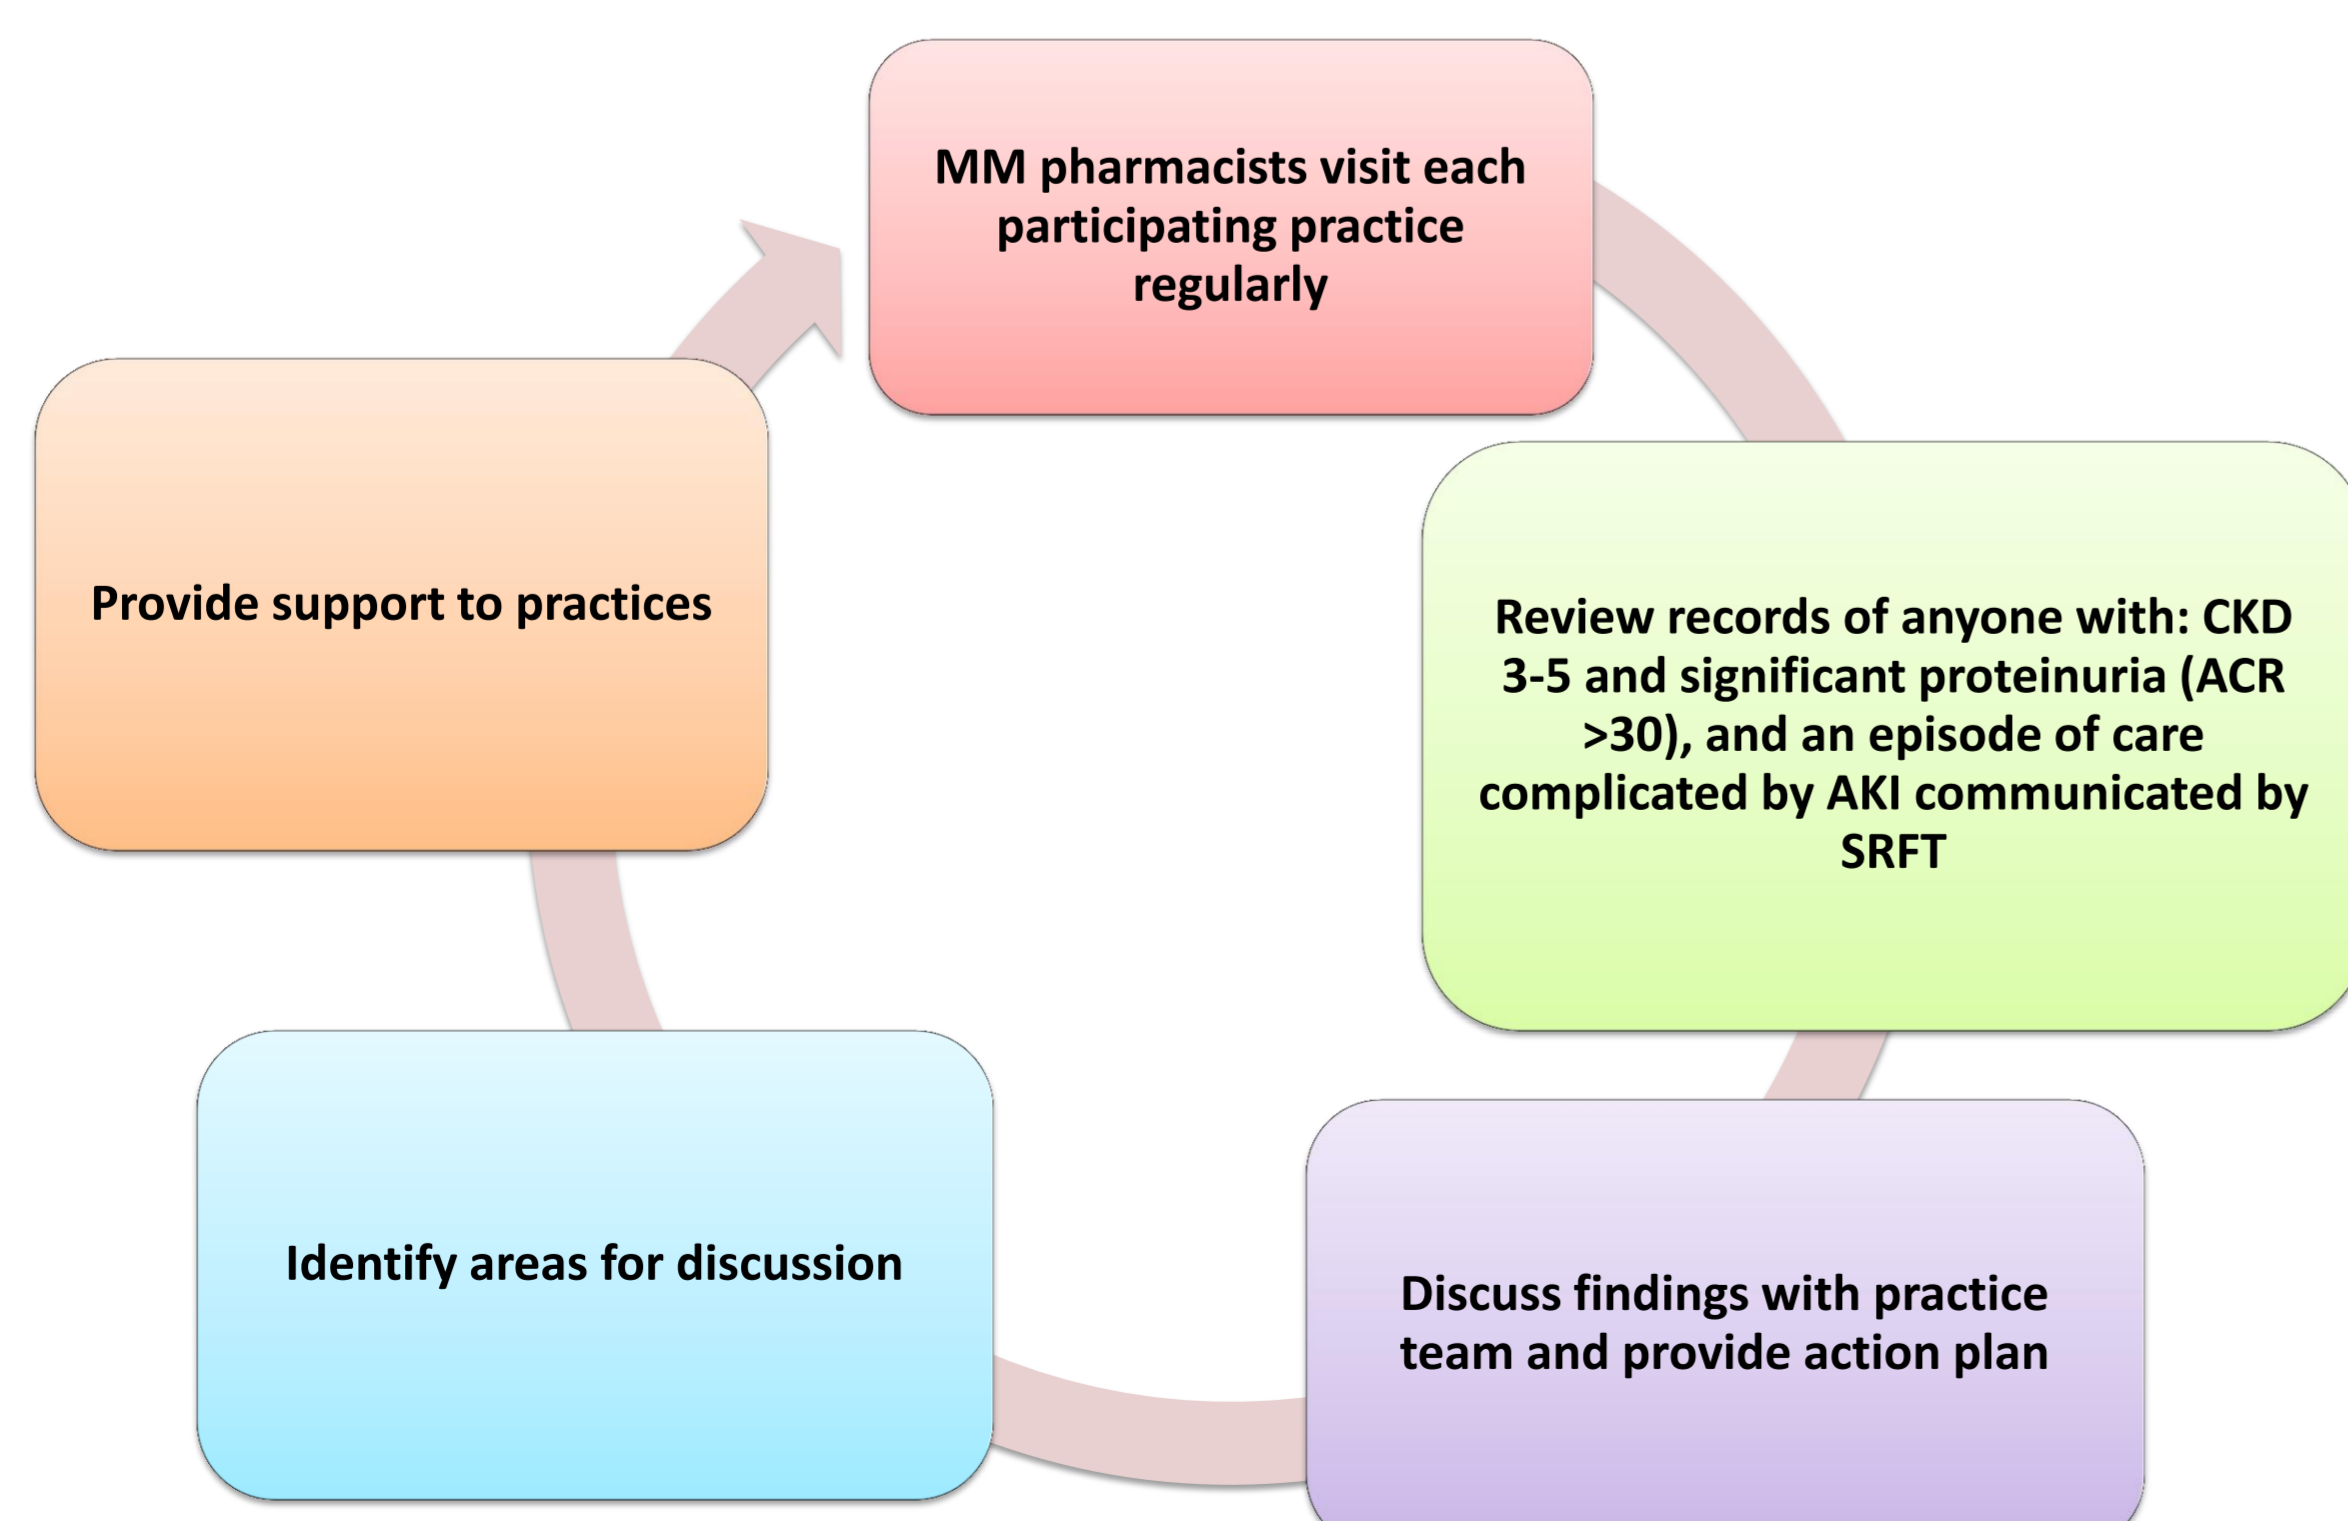 MM pharmacists visit each
participating practice
regularly
Review records of anyone with: CKD
3-5 and significant proteinuria (ACR
>30), and an episode of care
complicated by AKI communicated by
SRFT
Discuss findings with practice
team and provide action plan
Identify areas for discussion
Provide support to practices